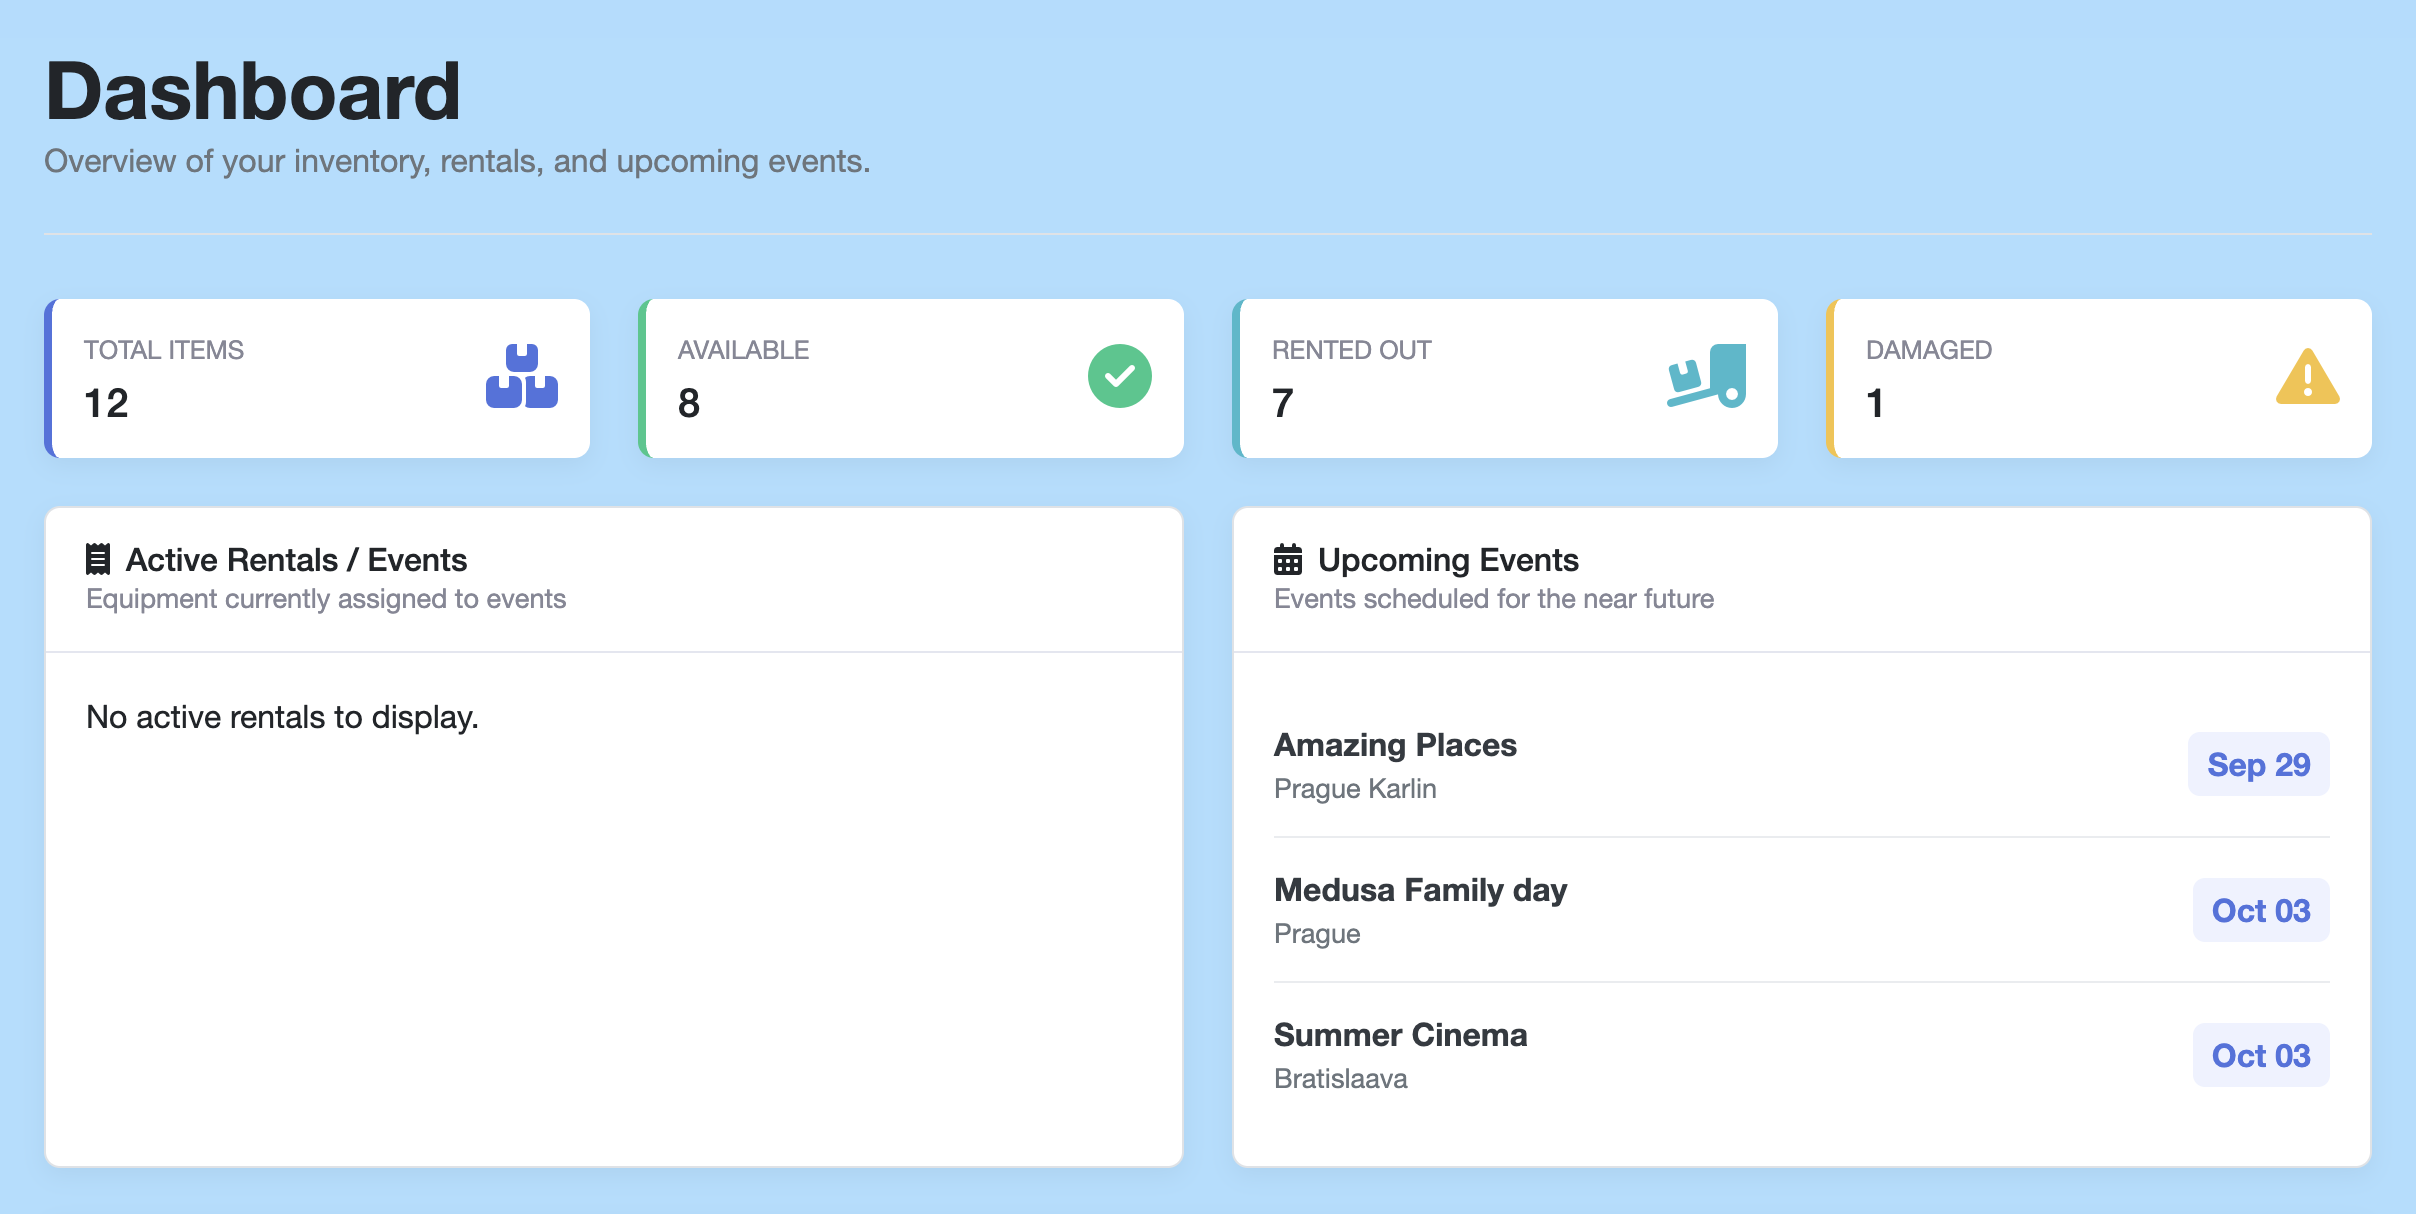 Dashboard
Overview of your inventory, rentals, and upcoming events.
TOTAL ITEMS
12
AVAILABLE
8
RENTED OUT
7
DAMAGED
1
Active Rentals / Events
Equipment currently assigned to events
No active rentals to display.
Upcoming Events
Events scheduled for the near future
Amazing Places
Prague Karlin
Sep 29
Medusa Family day
Prague
Oct 03
Summer Cinema
Bratislaava
Oct 03